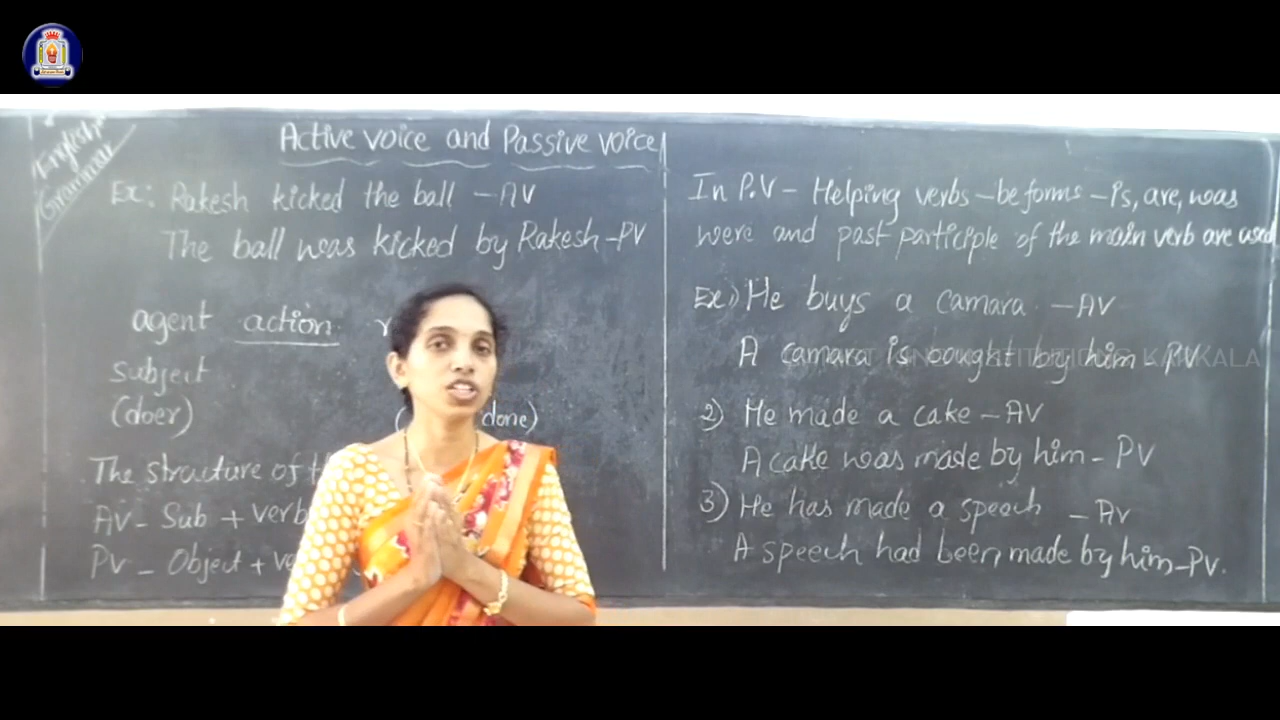 English
Grammar
Active voice and Passive voice
Ex: Rakesh kicked the ball - AV
The ball was kicked by Rakesh-PV
agent action
subject
(doer)
( done)
The structure of
AV- Sub + verb
PV- Object +
In P.V - Helping verbs - be forms - is, are, was
were and past participle of the main verb are used
Ex 1) He buys a camara - AV
A camara is bought by him - PV
2) He made a cake - AV
A cake was made by him - PV
3) He has made a speech - AV
A speech had been made by him-PV.